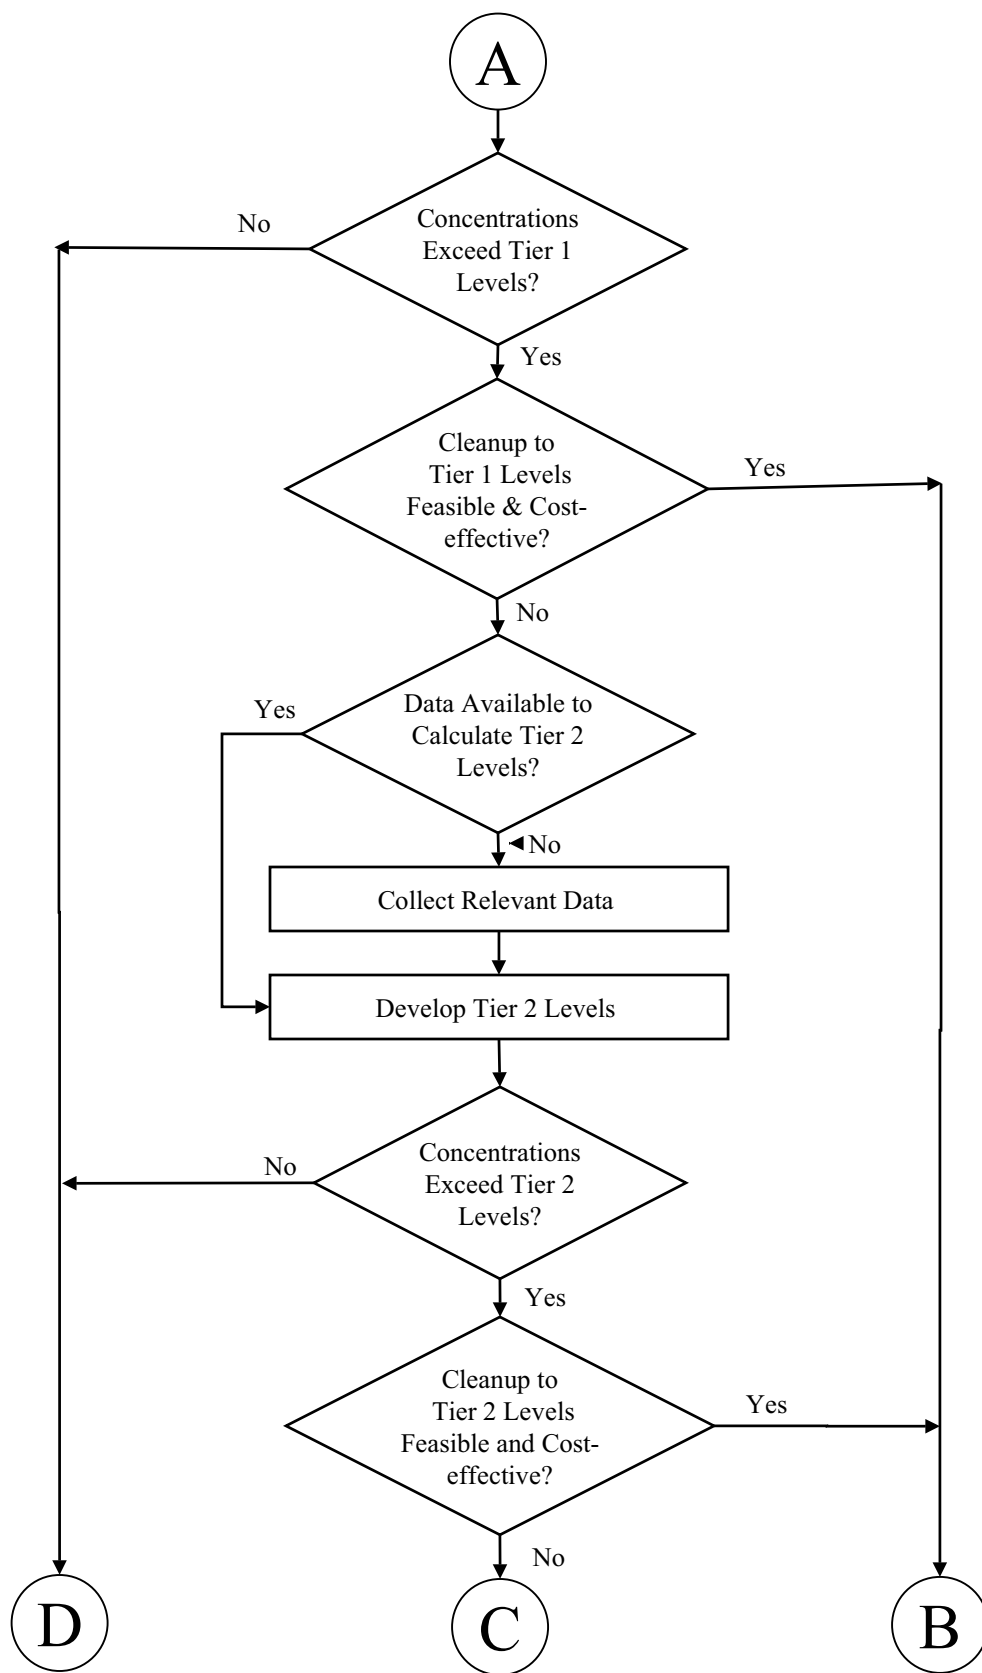 A
Concentrations
Exceed Tier 1
Levels?
No
Yes
Cleanup to
Tier 1 Levels
Feasible & Cost-
effective?
Yes
No
Data Available to
Calculate Tier 2
Levels?
Yes
No
Collect Relevant Data
Develop Tier 2 Levels
Concentrations
Exceed Tier 2
Levels?
No
Yes
Cleanup to
Tier 2 Levels
Feasible and Cost-
effective?
Yes
No
D
C
B